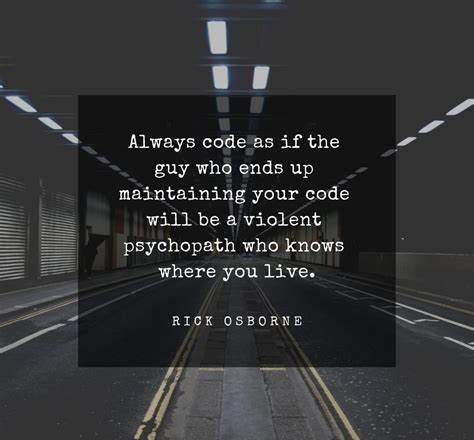 Always code as if the
guy who ends up
maintaining your code
will be a violent
psychopath who knows
where you live.
RICK OSBORNE